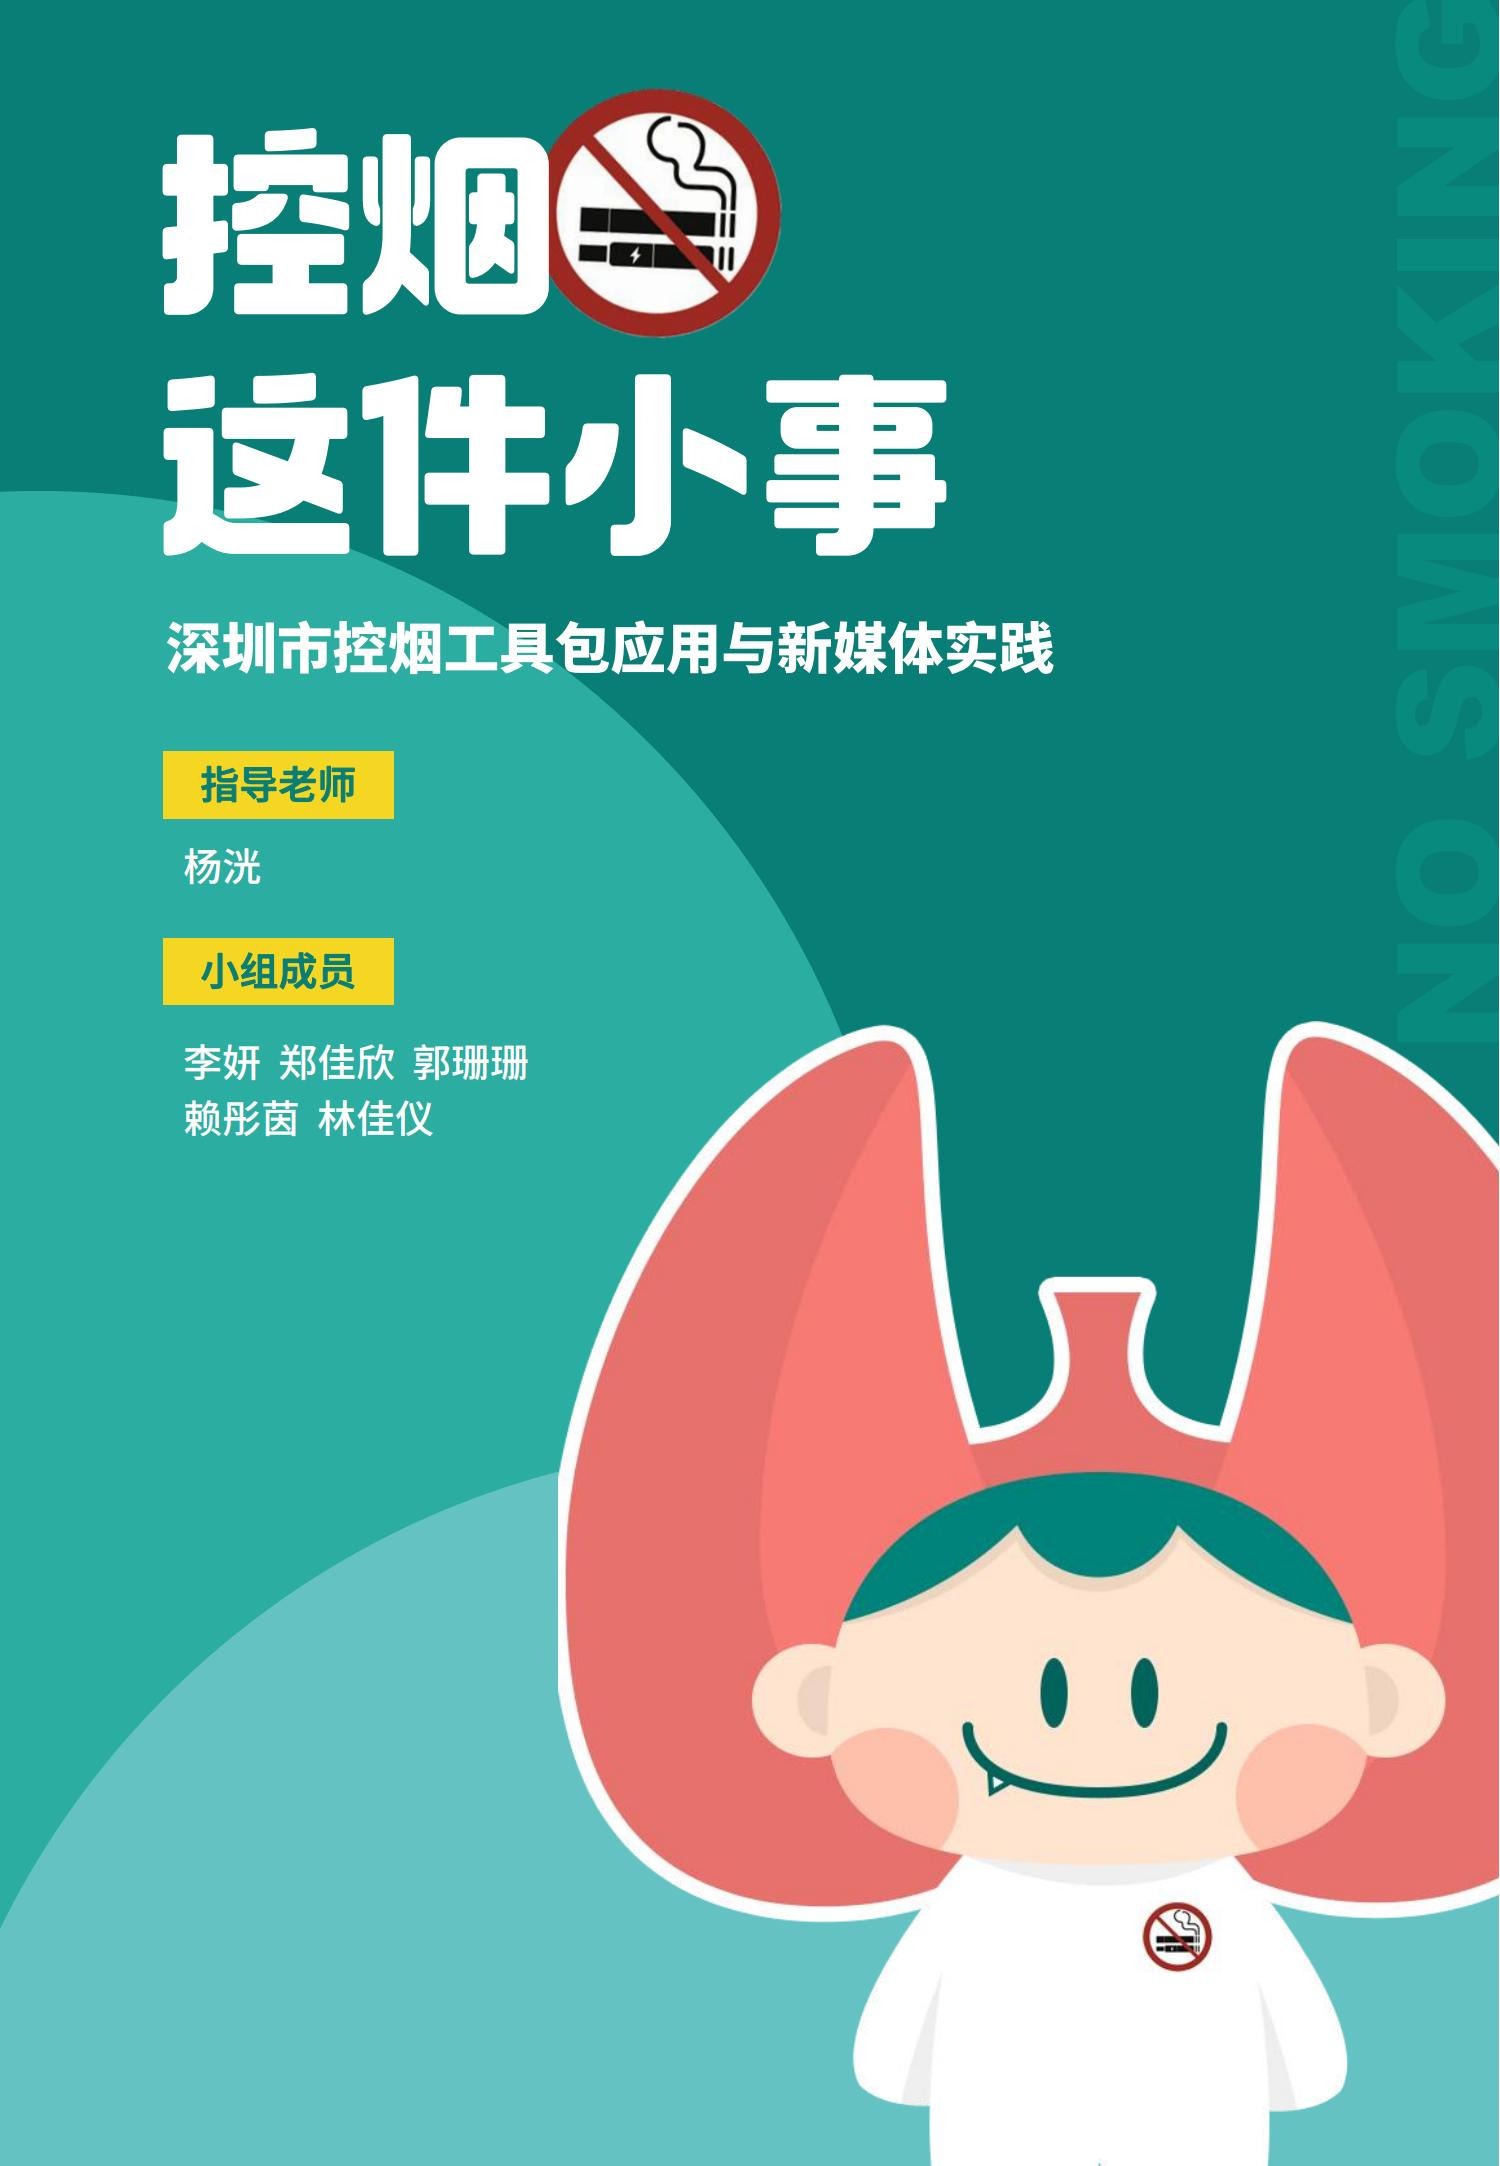 控烟
这件小事
深圳市控烟工具包应用与新媒体实践
指导老师
杨洸
小组成员
李妍 郑佳欣 郭珊珊
赖彤茵 林佳仪
NO SMOKING